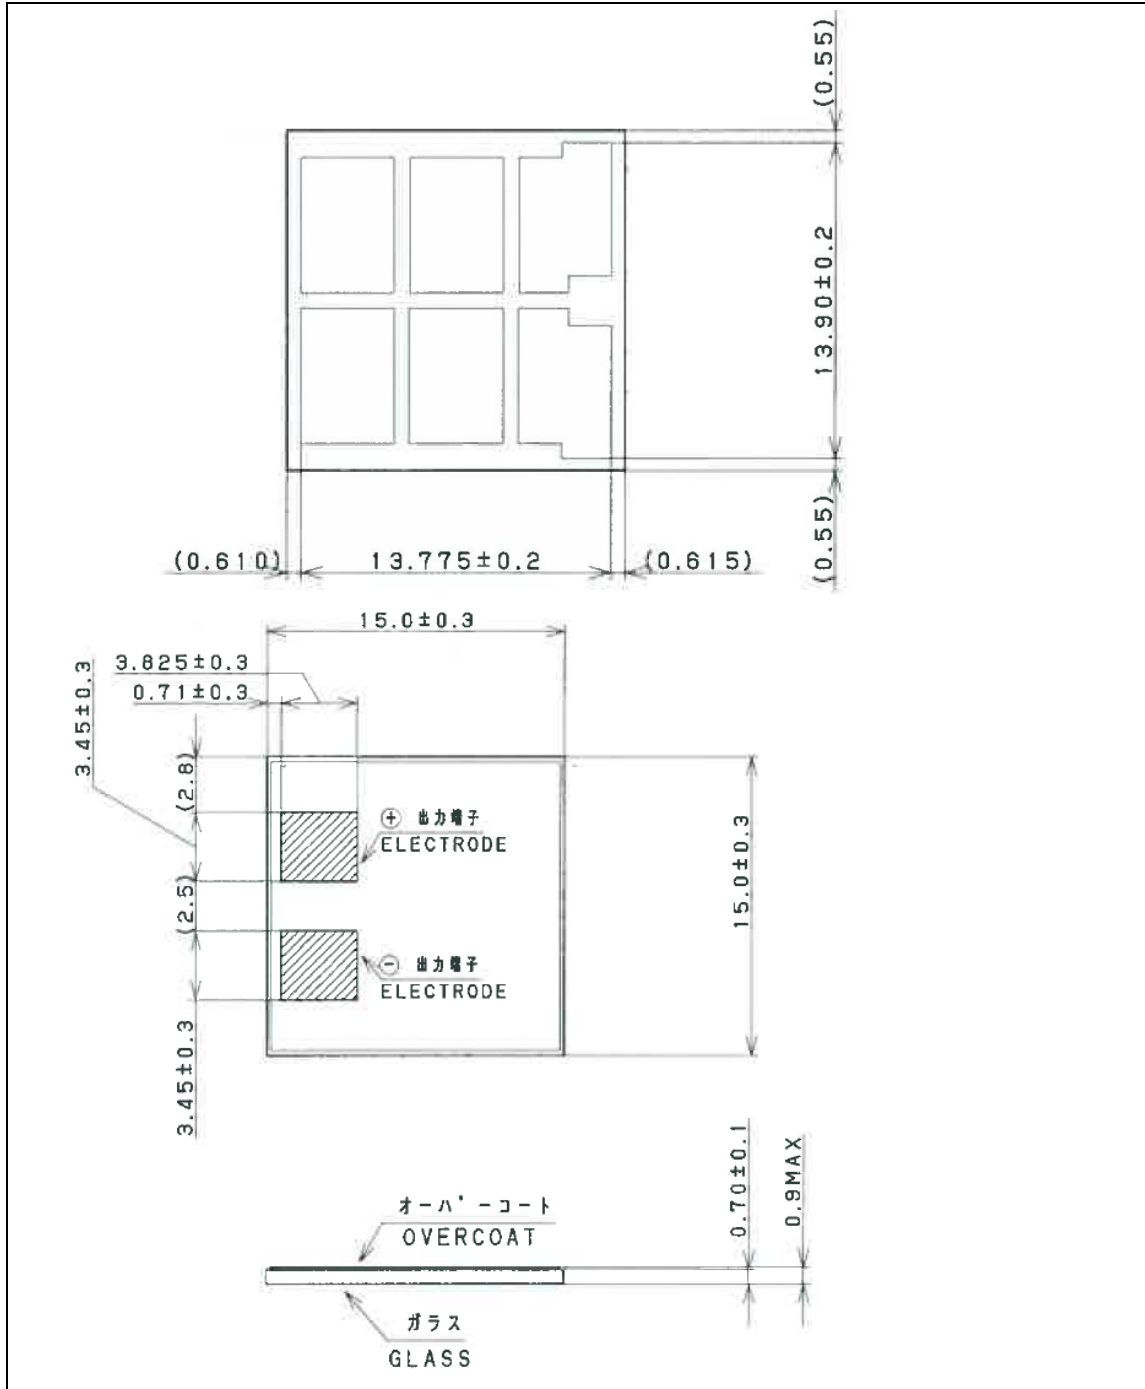 (0.55)
13.90±0.2
(0.55)
(0.610)
13.775±0.2
(0.615)
15.0±0.3
3.825±0.3
0.71±0.3
3.45±0.3
(2.8)
⊕ 出力端子
ELECTRODE
(2.5)
15.0±0.3
⊖ 出力端子
ELECTRODE
3.45±0.3
0.70±0.1
0.9MAX
オーバーコート
OVERCOAT
ガラス
GLASS